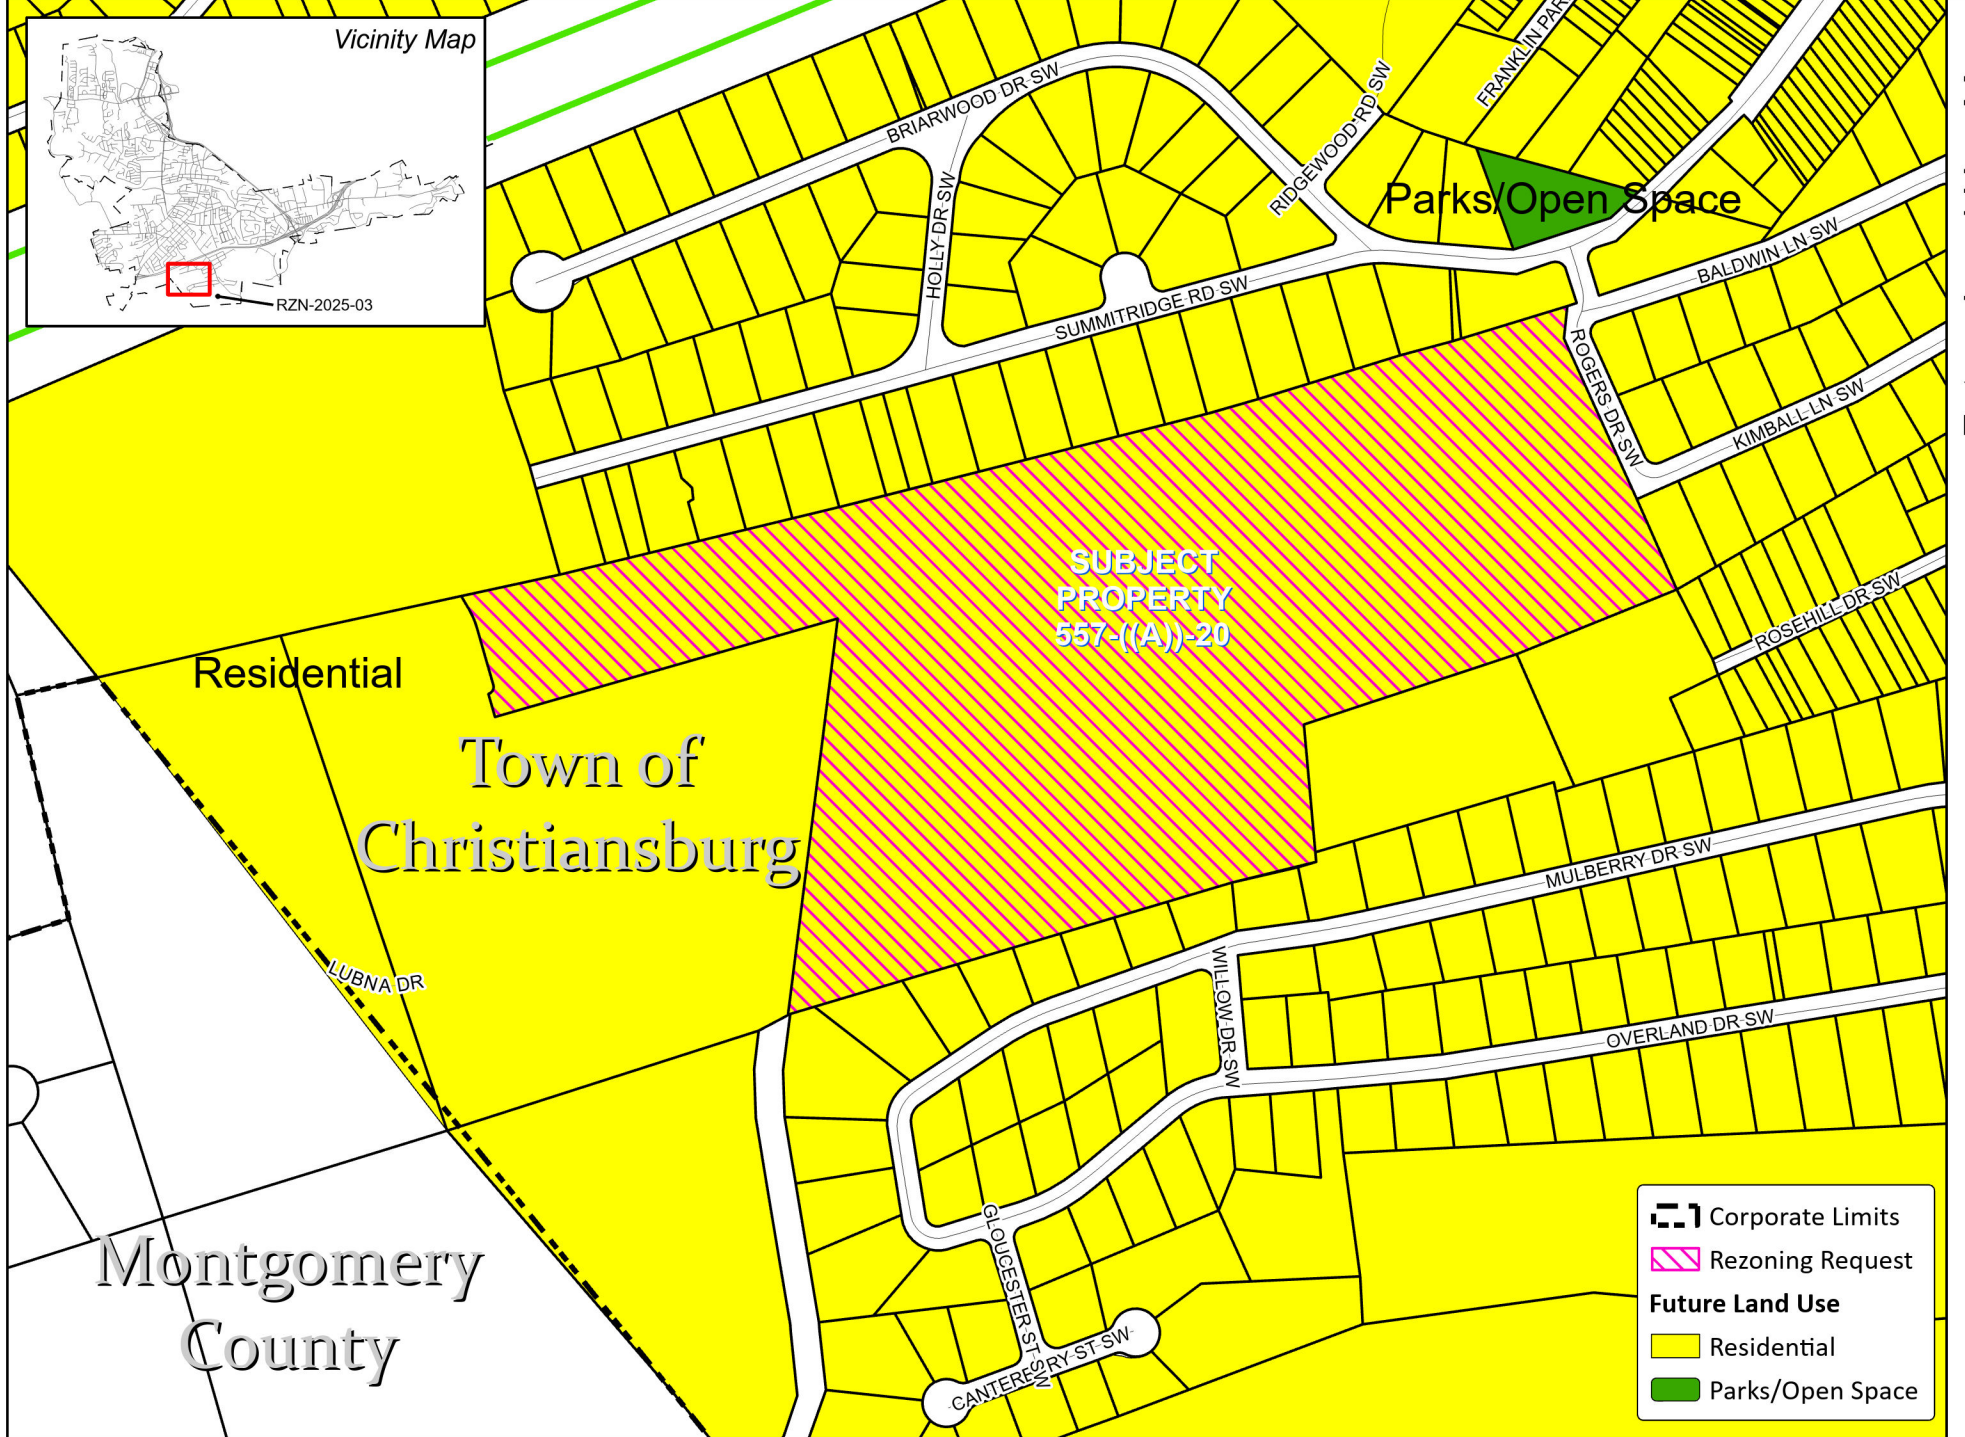 Vicinity Map
RZN-2025-03
BRIARWOOD DR SW
HOLLY DR SW
RIDGEWOOD RD SW
FRANKLIN PAR
Parks/Open Space
SUMMITRIDGE RD SW
BALDWIN LN SW
ROGERS DR SW
KIMBALL LN SW
SUBJECT
PROPERTY
557-((A))-20
ROSEHILL DR SW
Residential
Town of
Christiansburg
MULBERRY DR SW
LUBNA DR
WILLOW DR SW
OVERLAND DR SW
GLOUCESTER ST SW
CANTERBURY ST SW
Montgomery
County
Corporate Limits
Rezoning Request
Future Land Use
Residential
Parks/Open Space